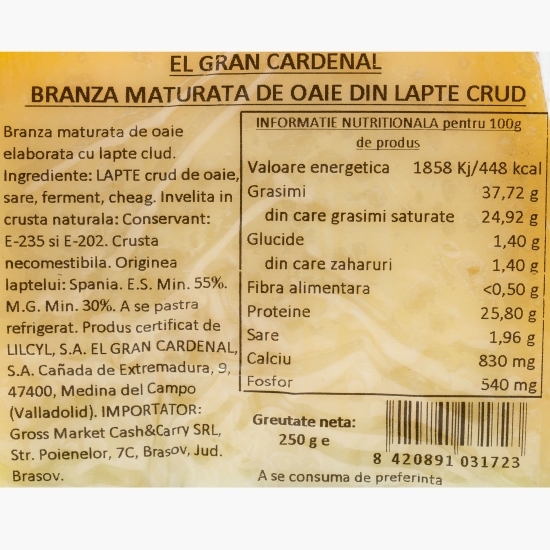 EL GRAN CARDENAL
BRANZA MATURATA DE OAIE DIN LAPTE CRUD
Branza maturata de oaie
elaborata cu lapte clud.
Ingrediente: LAPTE crud de oaie,
sare, ferment, cheag. Invelita in
crusta naturala: Conservant:
E-235 si E-202. Crusta
necomestibila. Originea
laptelui: Spania. E.S. Min. 55%.
M.G. Min. 30%. A se pastra
refrigerat. Produs certificat de
LILCYL, S.A. EL GRAN CARDENAL,
S.A. Cañada de Extremadura, 9,
47400, Medina del Campo
(Valladolid). IMPORTATOR:
Gross Market Cash&Carry SRL,
Str. Poienelor, 7C, Brasov, Jud.
Brasov.
INFORMATIE NUTRITIONALA pentru 100g
de produs
Valoare energetica 1858 Kj/448 kcal
Grasimi 37,72 g
din care grasimi saturate 24,92 g
Glucide 1,40 g
din care zaharuri 1,40 g
Fibra alimentara <0,50 g
Proteine 25,80 g
Sare 1,96 g
Calciu 830 mg
Fosfor 540 mg
Greutate neta:
250 g e
8 420891 031723
A se consuma de preferinta